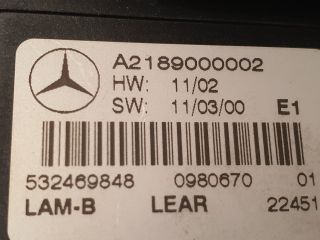 A2189000002
HW: 11/02
SW: 11/03/00 E1
532469848 0980670 01
LAM-B LEAR 22451